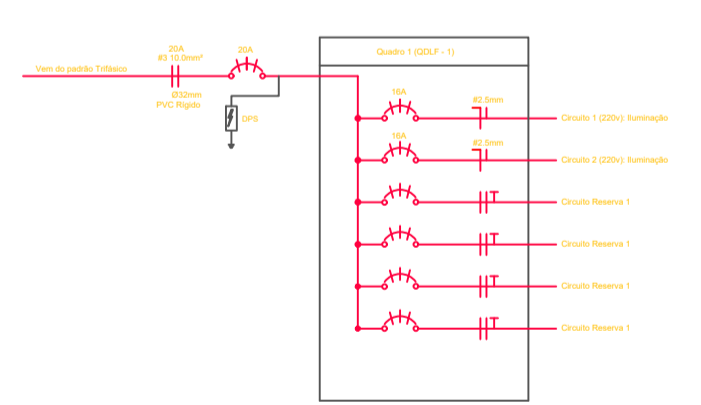 20A
#3 10.0mm²
20A
Quadro 1 (QDLF - 1)
Vem do padrão Trifásico
Ø32mm
PVC Rígido
DPS
16A
#2.5mm
Circuito 1 (220v): Iluminação
16A
#2.5mm
Circuito 2 (220v): Iluminação
Circuito Reserva 1
Circuito Reserva 1
Circuito Reserva 1
Circuito Reserva 1